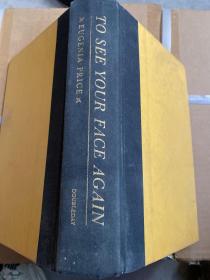 TO SEE YOUR FACE AGAIN
EUGENIA PRICE
DOUBLEDAY